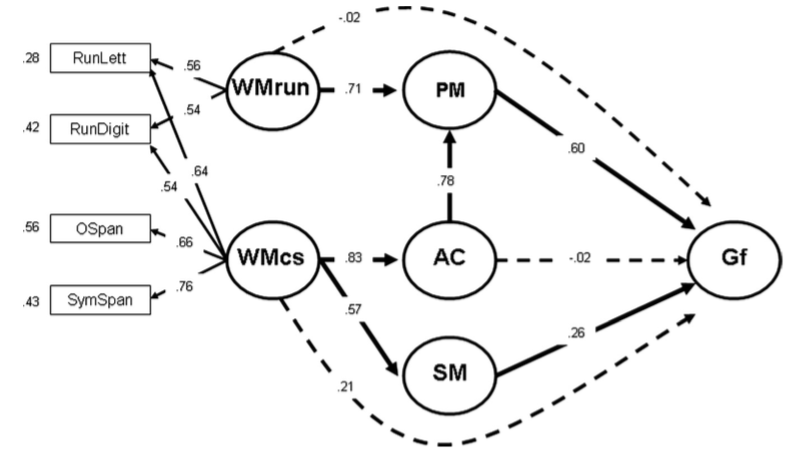 -.02
.28 RunLett .56 WMrun .71 PM
.54
.42 RunDigit
.60
.64
.78
.54
.56 OSpan .66 WMcs .83 AC -.02 Gf
.43 SymSpan .76
.57
.26
SM
.21